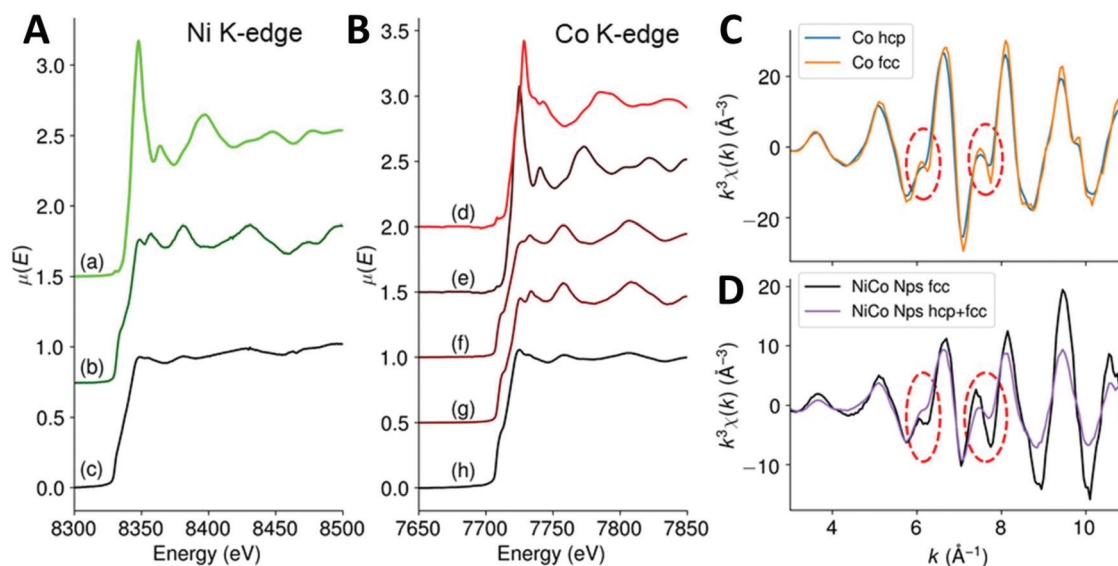 A
Ni K-edge
3.0
2.5
2.0
1.5
1.0
0.5
0.0
μ(E)
(a)
(b)
(c)
8300 8350 8400 8450 8500
Energy (eV)
B
Co K-edge
3.5
3.0
2.5
2.0
1.5
1.0
0.5
0.0
μ(E)
(d)
(e)
(f)
(g)
(h)
7650 7700 7750 7800 7850
Energy (eV)
C
Co hcp
Co fcc
20
0
−20
k³χ(k) (Å⁻³)
D
NiCo Nps fcc
NiCo Nps hcp+fcc
20
10
0
−10
k³χ(k) (Å⁻³)
4 6 8 10
k (Å⁻¹)